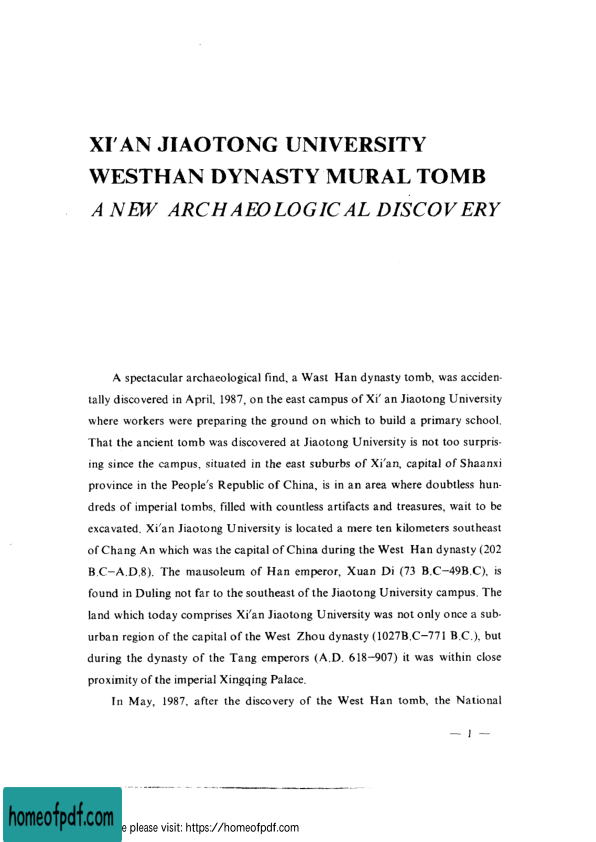 XI'AN JIAOTONG UNIVERSITY
WESTHAN DYNASTY MURAL TOMB
A NEW ARCHAEOLOGICAL DISCOVERY
A spectacular archaeological find, a Wast Han dynasty tomb, was acciden-
tally discovered in April, 1987, on the east campus of Xi' an Jiaotong University
where workers were preparing the ground on which to build a primary school.
That the ancient tomb was discovered at Jiaotong University is not too surpris-
ing since the campus, situated in the east suburbs of Xi'an, capital of Shaanxi
province in the People's Republic of China, is in an area where doubtless hun-
dreds of imperial tombs, filled with countless artifacts and treasures, wait to be
excavated. Xi'an Jiaotong University is located a mere ten kilometers southeast
of Chang An which was the capital of China during the West Han dynasty (202
B.C—A.D.8). The mausoleum of Han emperor, Xuan Di (73 B.C—49B.C), is
found in Duling not far to the southeast of the Jiaotong University campus. The
land which today comprises Xi'an Jiaotong University was not only once a sub-
urban region of the capital of the West Zhou dynasty (1027B.C—771 B.C.), but
during the dynasty of the Tang emperors (A.D. 618—907) it was within close
proximity of the imperial Xingqing Palace.
In May, 1987, after the discovery of the West Han tomb, the National
— 1 —
homeofpdf.com
e please visit: https://homeofpdf.com